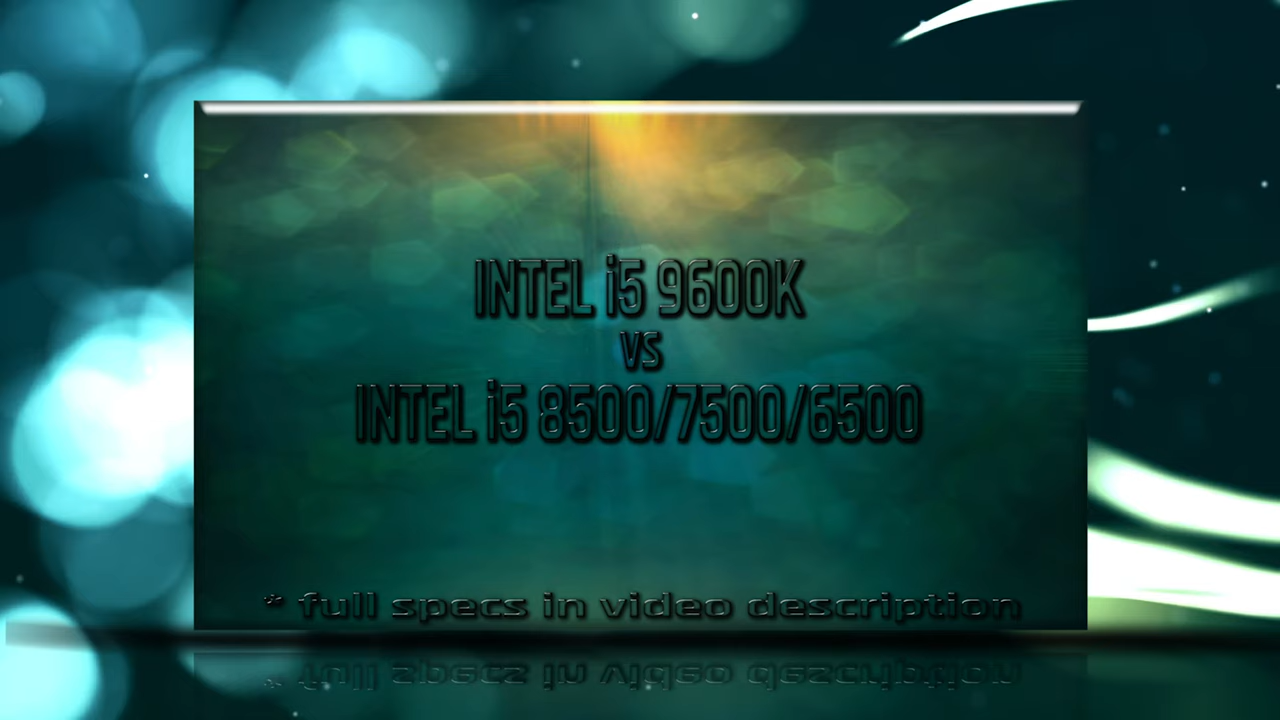 INTEL i5 9600K
VS
INTEL i5 8500/7500/6500
* full specs in video description